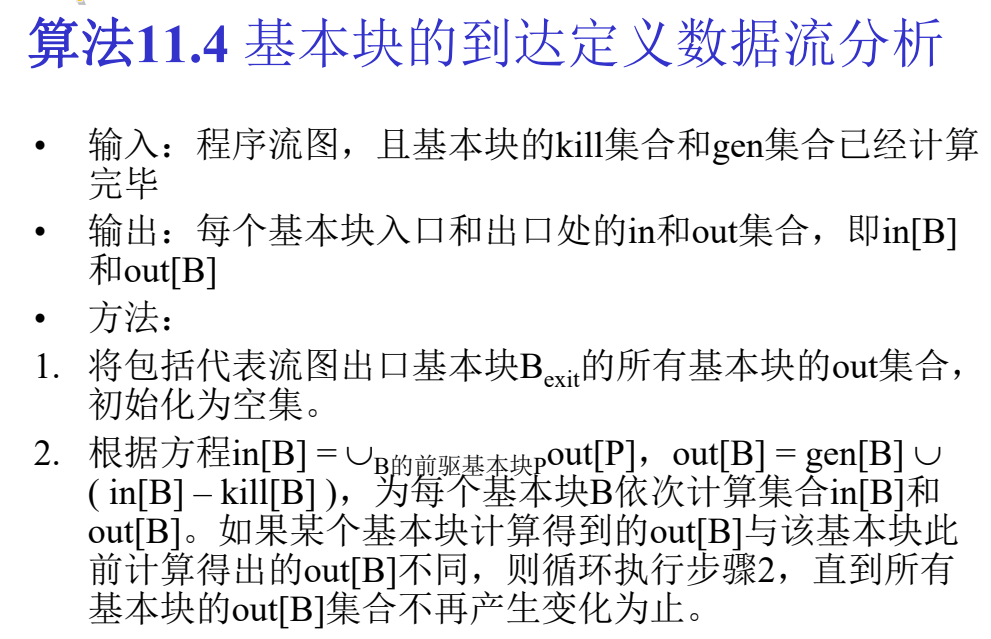 算法11.4 基本块的到达定义数据流分析
• 输入：程序流图，且基本块的kill集合和gen集合已经计算
完毕
• 输出：每个基本块入口和出口处的in和out集合，即in[B]
和out[B]
• 方法：
1. 将包括代表流图出口基本块Bexit的所有基本块的out集合，
初始化为空集。
2. 根据方程in[B] = ∪B的前驱基本块Pout[P]，out[B] = gen[B] ∪
( in[B] – kill[B] )，为每个基本块B依次计算集合in[B]和
out[B]。如果某个基本块计算得到的out[B]与该基本块此
前计算得出的out[B]不同，则循环执行步骤2，直到所有
基本块的out[B]集合不再产生变化为止。